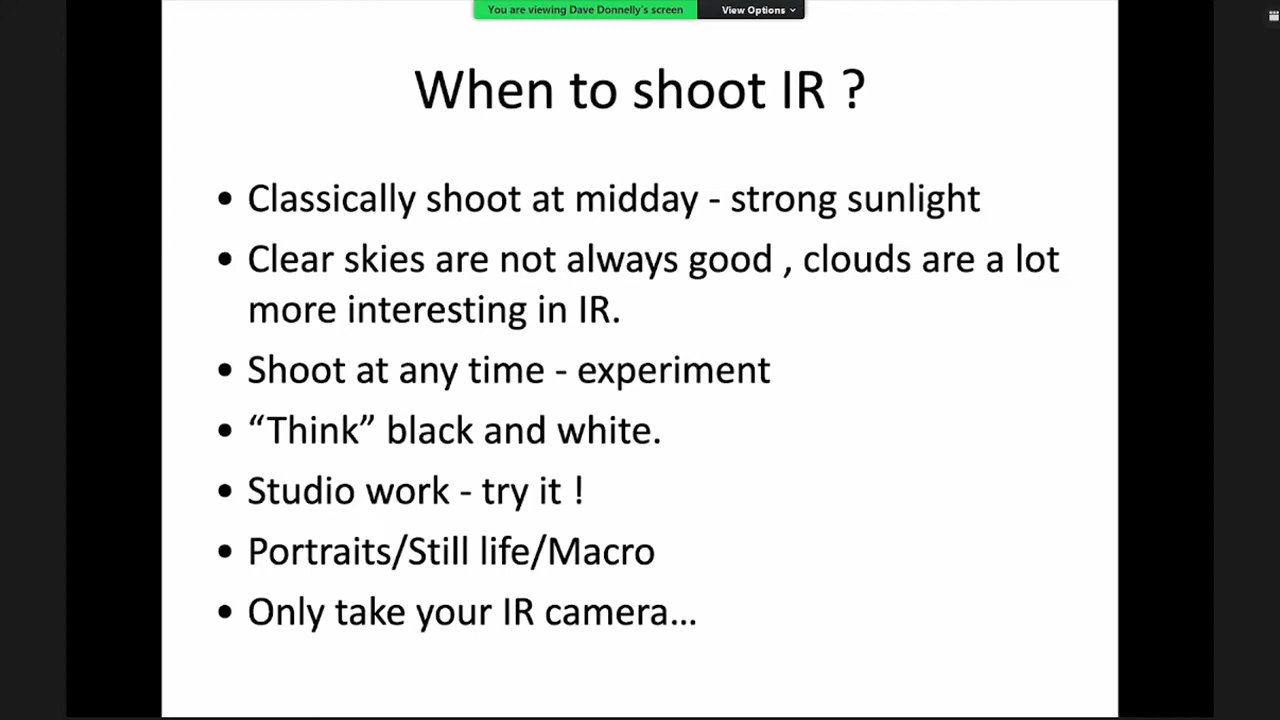 You are viewing Dave Donnelly's screen
View Options
When to shoot IR ?
• Classically shoot at midday - strong sunlight
• Clear skies are not always good , clouds are a lot
more interesting in IR.
• Shoot at any time - experiment
• “Think” black and white.
• Studio work - try it !
• Portraits/Still life/Macro
• Only take your IR camera…